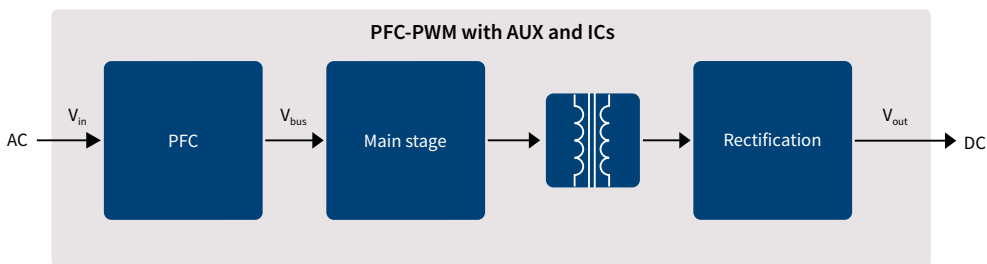 PFC-PWM with AUX and ICs
AC
Vin
PFC
Vbus
Main stage
Rectification
Vout
DC